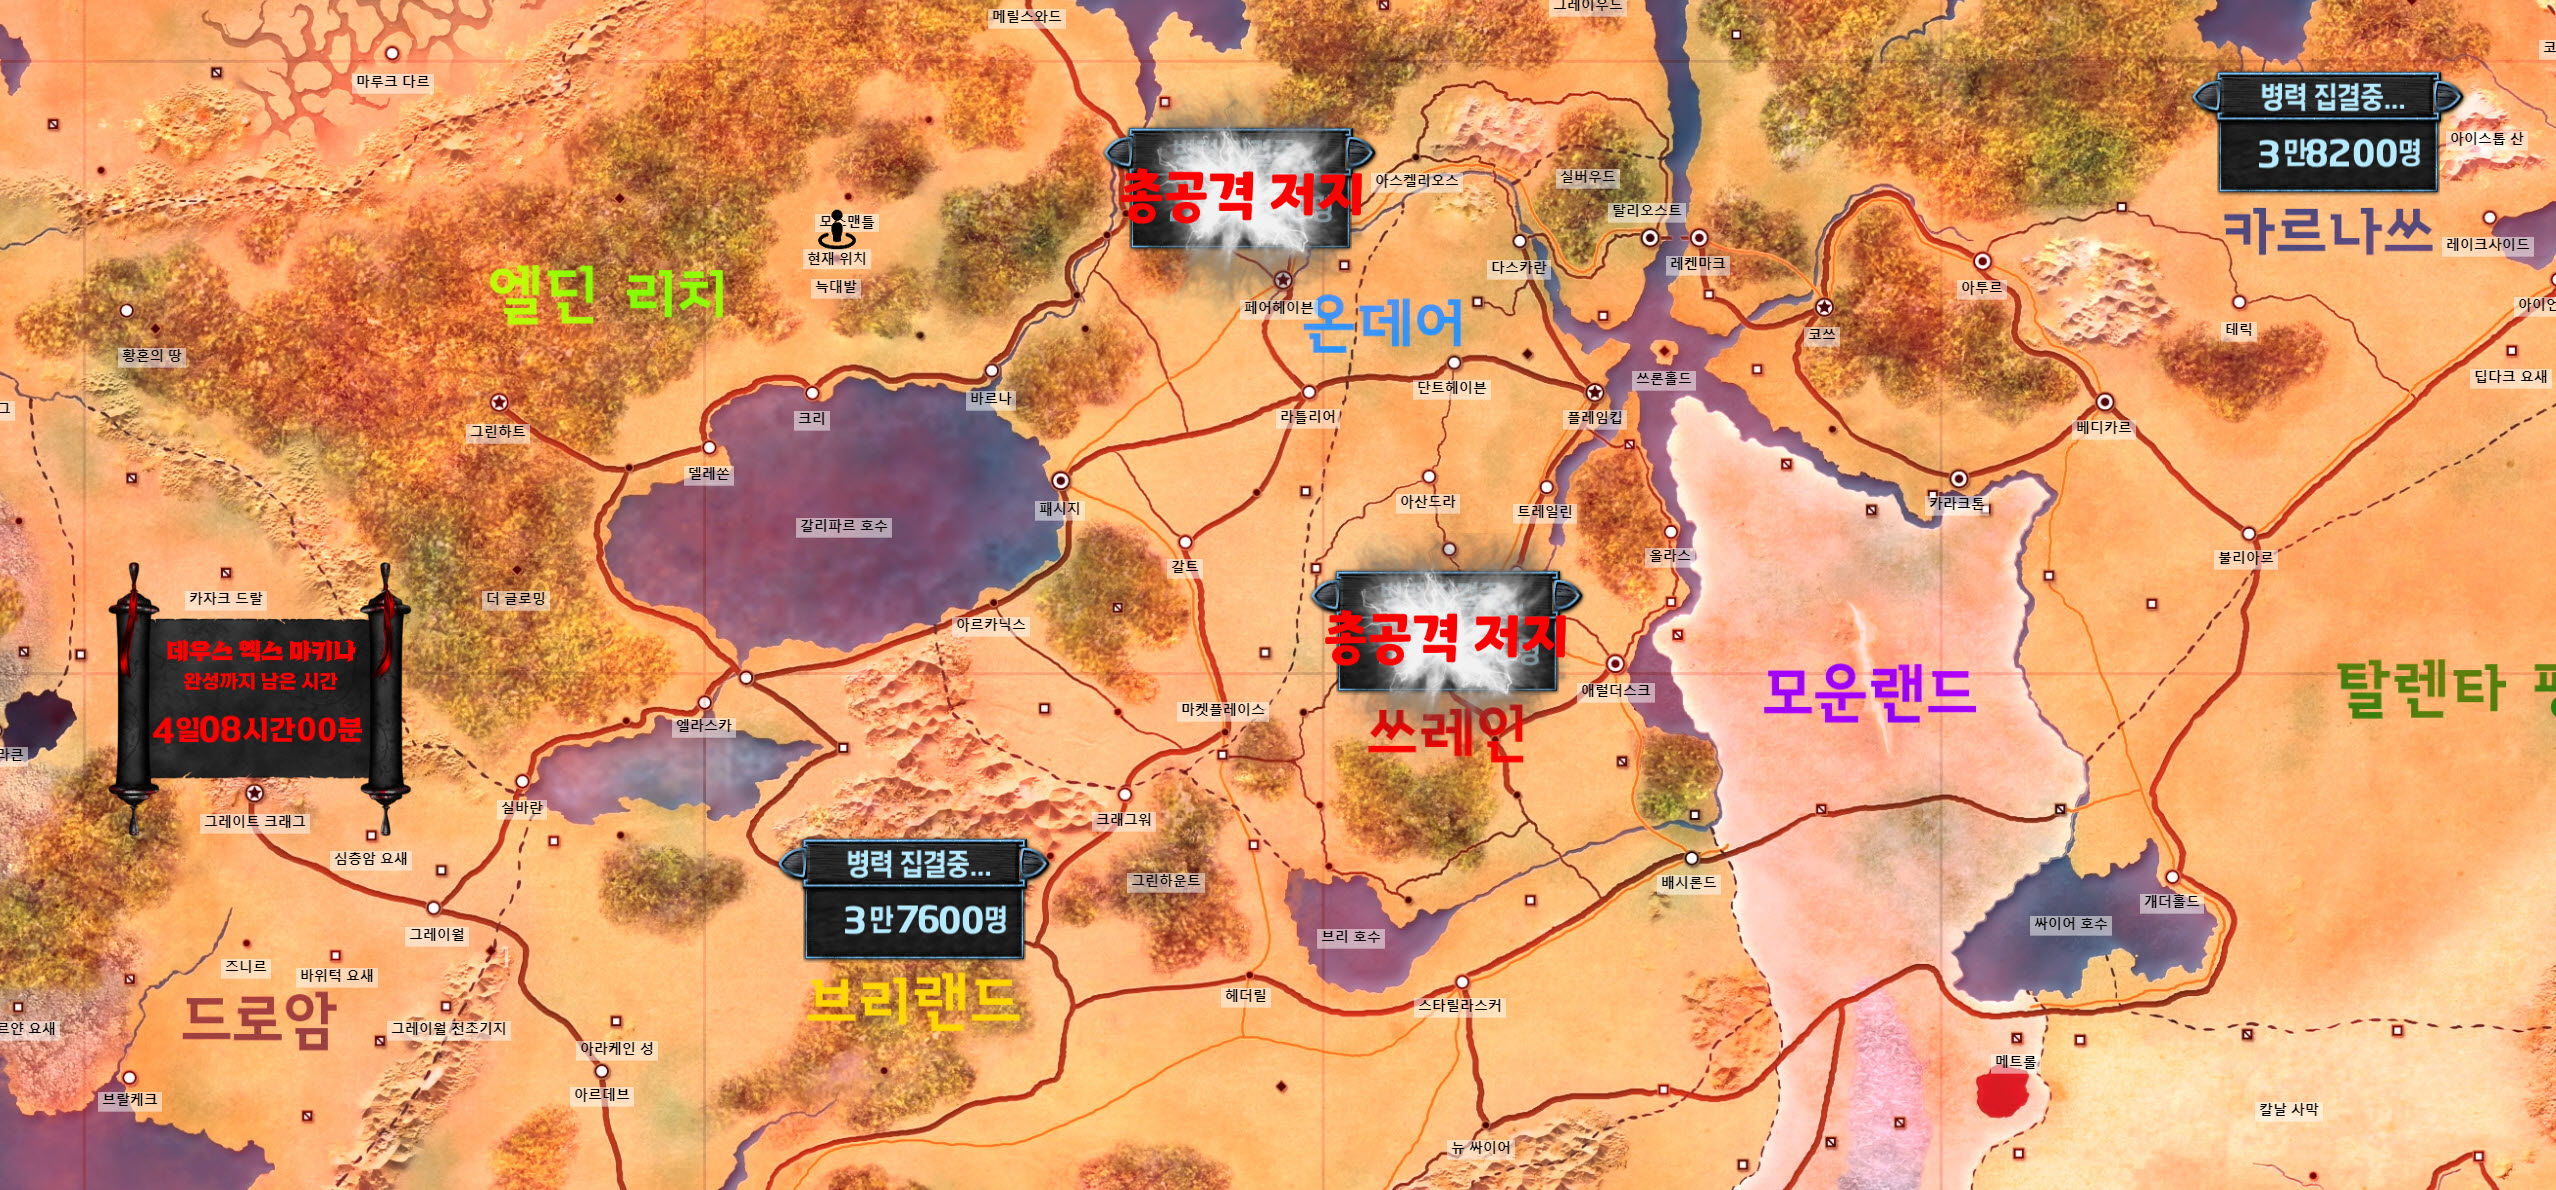 메릴스와드
그레이우드
마루크 다르
병력 집결중...
3만8200명
아이스톱 산
총공격 저지
아스켈리오스
실버우드
탈리오스트
카르나쓰
레이크사이드
모스맨틀
현재 위치
늑대발
다스카란
레켄마크
아투르
엘딘 리치
페어헤이븐
온데어
코쓰
테릭
황혼의 땅
단트헤이븐
쓰론홀드
딥다크 요새
그린하트
크리
바르나
라틀리어
플레임킵
베디카르
델레쏜
패시지
아산드라
트레일린
카라크톤
갈리파르 호수
갈트
올라스
불리아르
카자크 드랄
더 글로밍
아르카닉스
데우스 엑스 마키나
완성까지 남은 시간
4일08시간00분
총공격 저지
애럴더스크
모운랜드
탈렌타
마켓플레이스
쓰레인
엘라스카
라큰
실바란
그레이트 크래그
크래그워
심층암 요새
병력 집결중...
3만7600명
그린하운트
배시론드
개더홀드
싸이어 호수
그레이월
브리 호수
즈니르
바위턱 요새
헤더릴
스타릴라스커
드로암
브리랜드
르얀 요새
그레이월 전초기지
아라케인 성
메트롤
브랄케크
아르데브
칼날 사막
뉴 싸이어